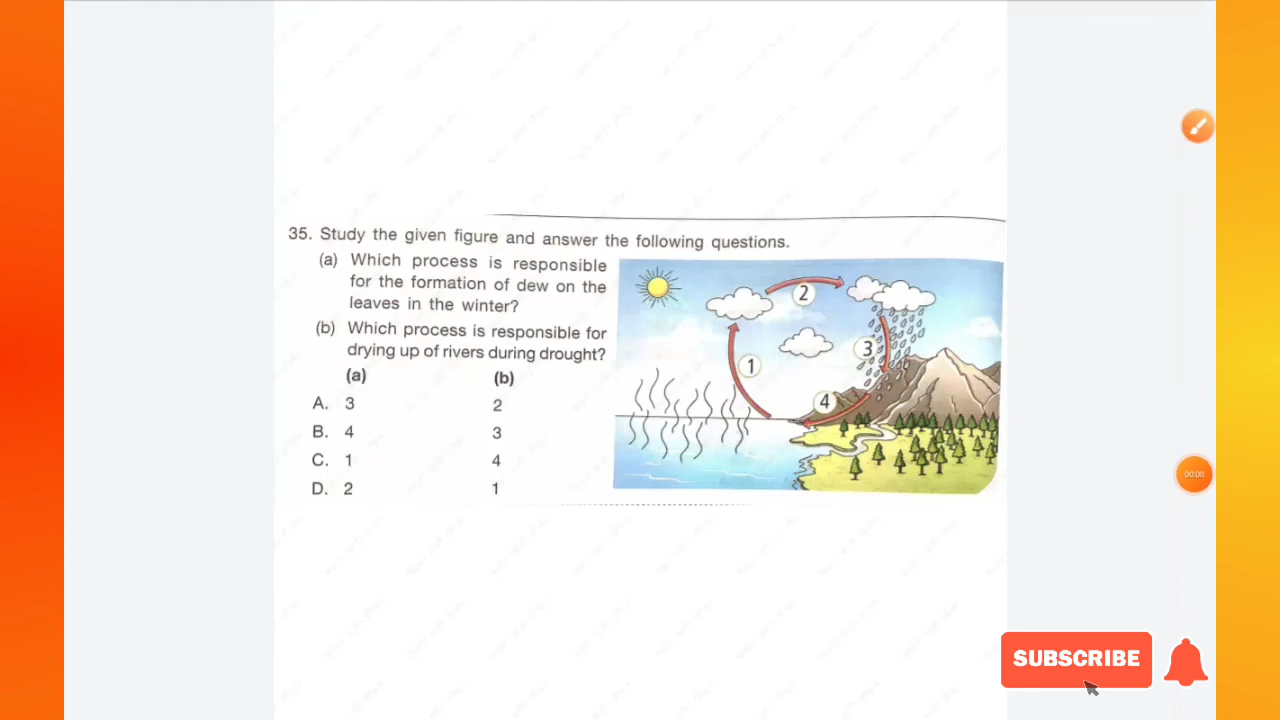 35. Study the given figure and answer the following questions.
(a) Which process is responsible
for the formation of dew on the
leaves in the winter?
(b) Which process is responsible for
drying up of rivers during drought?
(a) (b)
A. 3 2
B. 4 3
C. 1 4
D. 2 1
2
3
1
4
00:00
SUBSCRIBE